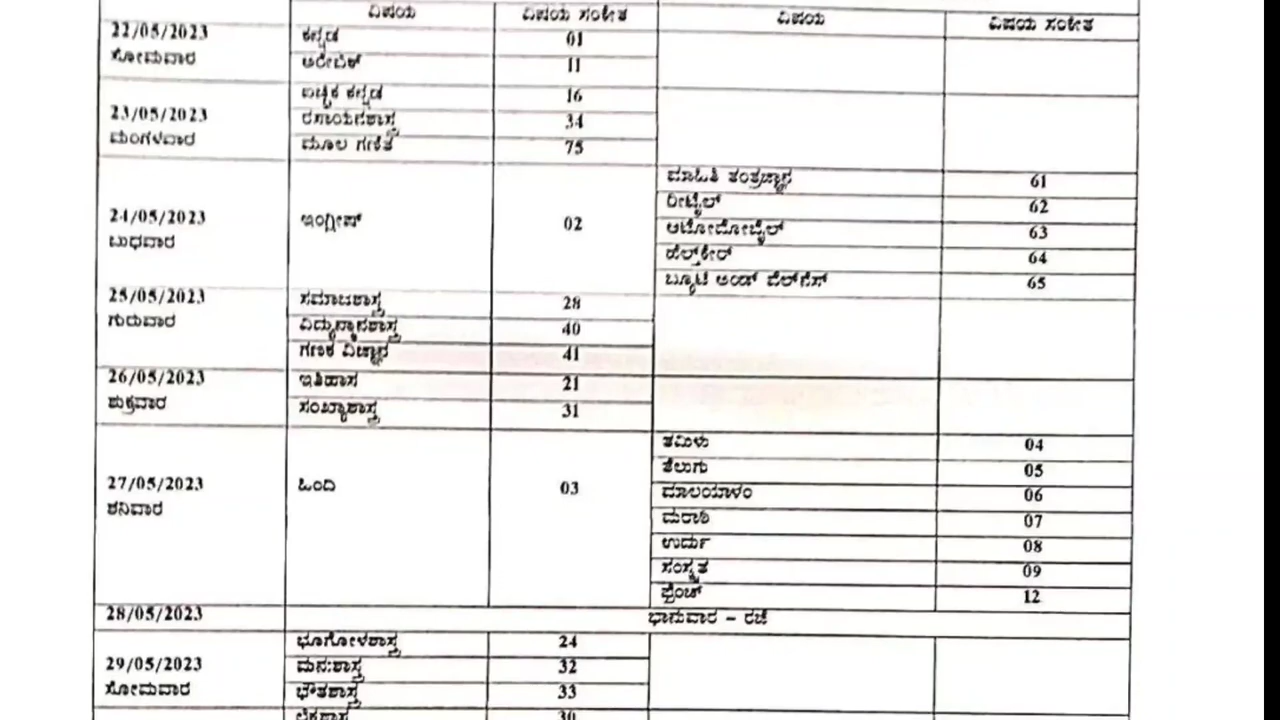 ವಿಷಯ ವಿಷಯ ಸಂಕೇತ ವಿಷಯ ವಿಷಯ ಸಂಕೇತ
22/05/2023 ಕನ್ನಡ 01
ಸೋಮವಾರ ಅರೇಬಿಕ್ 11
ಐಚ್ಛಿಕ ಕನ್ನಡ 16
23/05/2023 ರಸಾಯನಶಾಸ್ತ್ರ 34
ಮಂಗಳವಾರ ಮೂಲ ಗಣಿತ 75
ಮಾಹಿತಿ ತಂತ್ರಜ್ಞಾನ 61
ರೀಟೈಲ್ 62
24/05/2023 ಇಂಗ್ಲೀಷ್ 02 ಆಟೋಮೋಬೈಲ್ 63
ಬುಧವಾರ ಹೆಲ್ತ್‌ಕೇರ್ 64
ಬ್ಯೂಟಿ ಅಂಡ್ ವೆಲ್‌ನೆಸ್ 65
25/05/2023 ಸಮಾಜಶಾಸ್ತ್ರ 28
ಗುರುವಾರ ವಿದ್ಯುನ್ಮಾನಶಾಸ್ತ್ರ 40
ಗಣಕ ವಿಜ್ಞಾನ 41
26/05/2023 ಇತಿಹಾಸ 21
ಶುಕ್ರವಾರ ಸಂಖ್ಯಾಶಾಸ್ತ್ರ 31
ತಮಿಳು 04
ತೆಲುಗು 05
27/05/2023 ಹಿಂದಿ 03 ಮಾಲಯಾಳಂ 06
ಶನಿವಾರ ಮರಾಠಿ 07
ಉರ್ದು 08
ಸಂಸ್ಕೃತ 09
ಫ್ರೆಂಚ್ 12
28/05/2023 ಭಾನುವಾರ – ರಜೆ
ಭೂಗೋಳಶಾಸ್ತ್ರ 24
29/05/2023 ಮನಃಶಾಸ್ತ್ರ 32
ಸೋಮವಾರ ಭೌತಶಾಸ್ತ್ರ 33
30